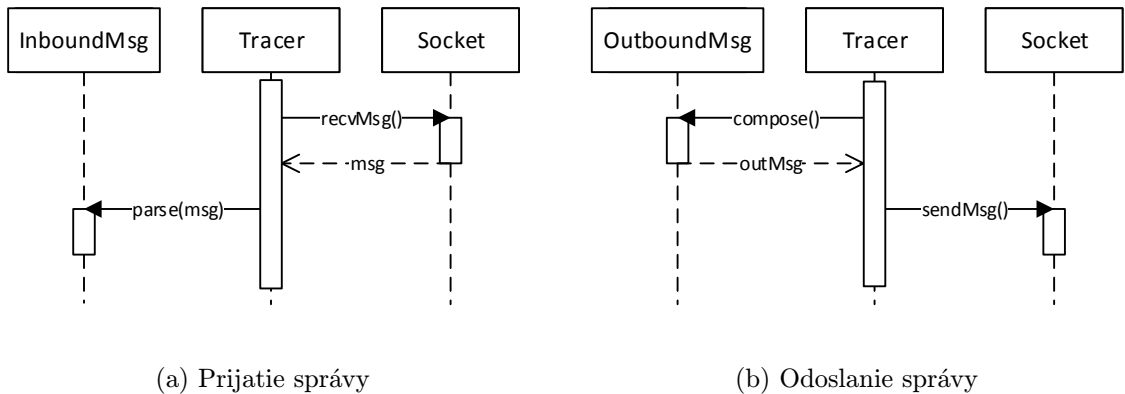 InboundMsg
Tracer
Socket
recvMsg()
msg
parse(msg)
(a) Prijatie správy
OutboundMsg
Tracer
Socket
compose()
outMsg
sendMsg()
(b) Odoslanie správy